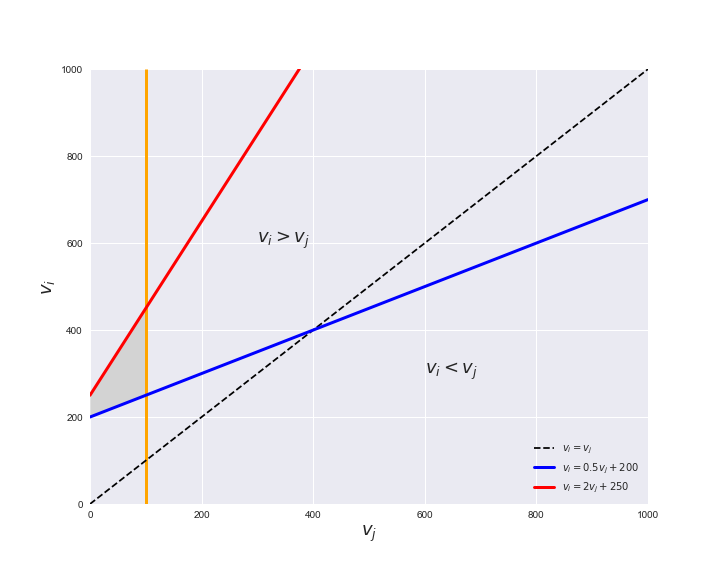 1000
800
600
400
200
0
v_i
v_i > v_j
v_i < v_j
v_i = v_j
v_i = 0.5v_j + 200
v_i = 2v_j + 250
0 200 400 600 800 1000
v_j